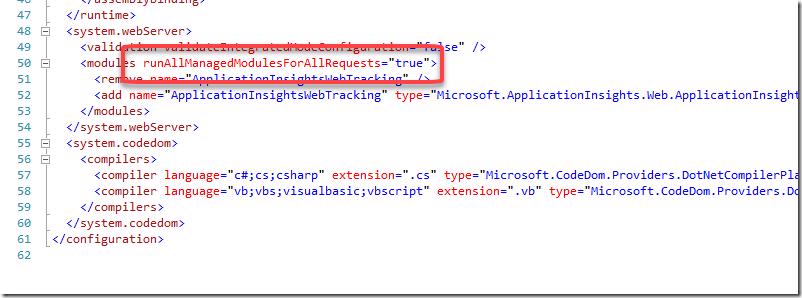 </assemblyBinding>
47 </runtime>
48 <system.webServer>
49 <validation validateIntegratedModeConfiguration="false" />
50 <modules runAllManagedModulesForAllRequests="true">
51 <remove name="ApplicationInsightsWebTracking" />
52 <add name="ApplicationInsightsWebTracking" type="Microsoft.ApplicationInsights.Web.ApplicationInsight
53 </modules>
54 </system.webServer>
55 <system.codedom>
56 <compilers>
57 <compiler language="c#;cs;csharp" extension=".cs" type="Microsoft.CodeDom.Providers.DotNetCompilerPla
58 <compiler language="vb;vbs;visualbasic;vbscript" extension=".vb" type="Microsoft.CodeDom.Providers.Do
59 </compilers>
60 </system.codedom>
61 </configuration>
62